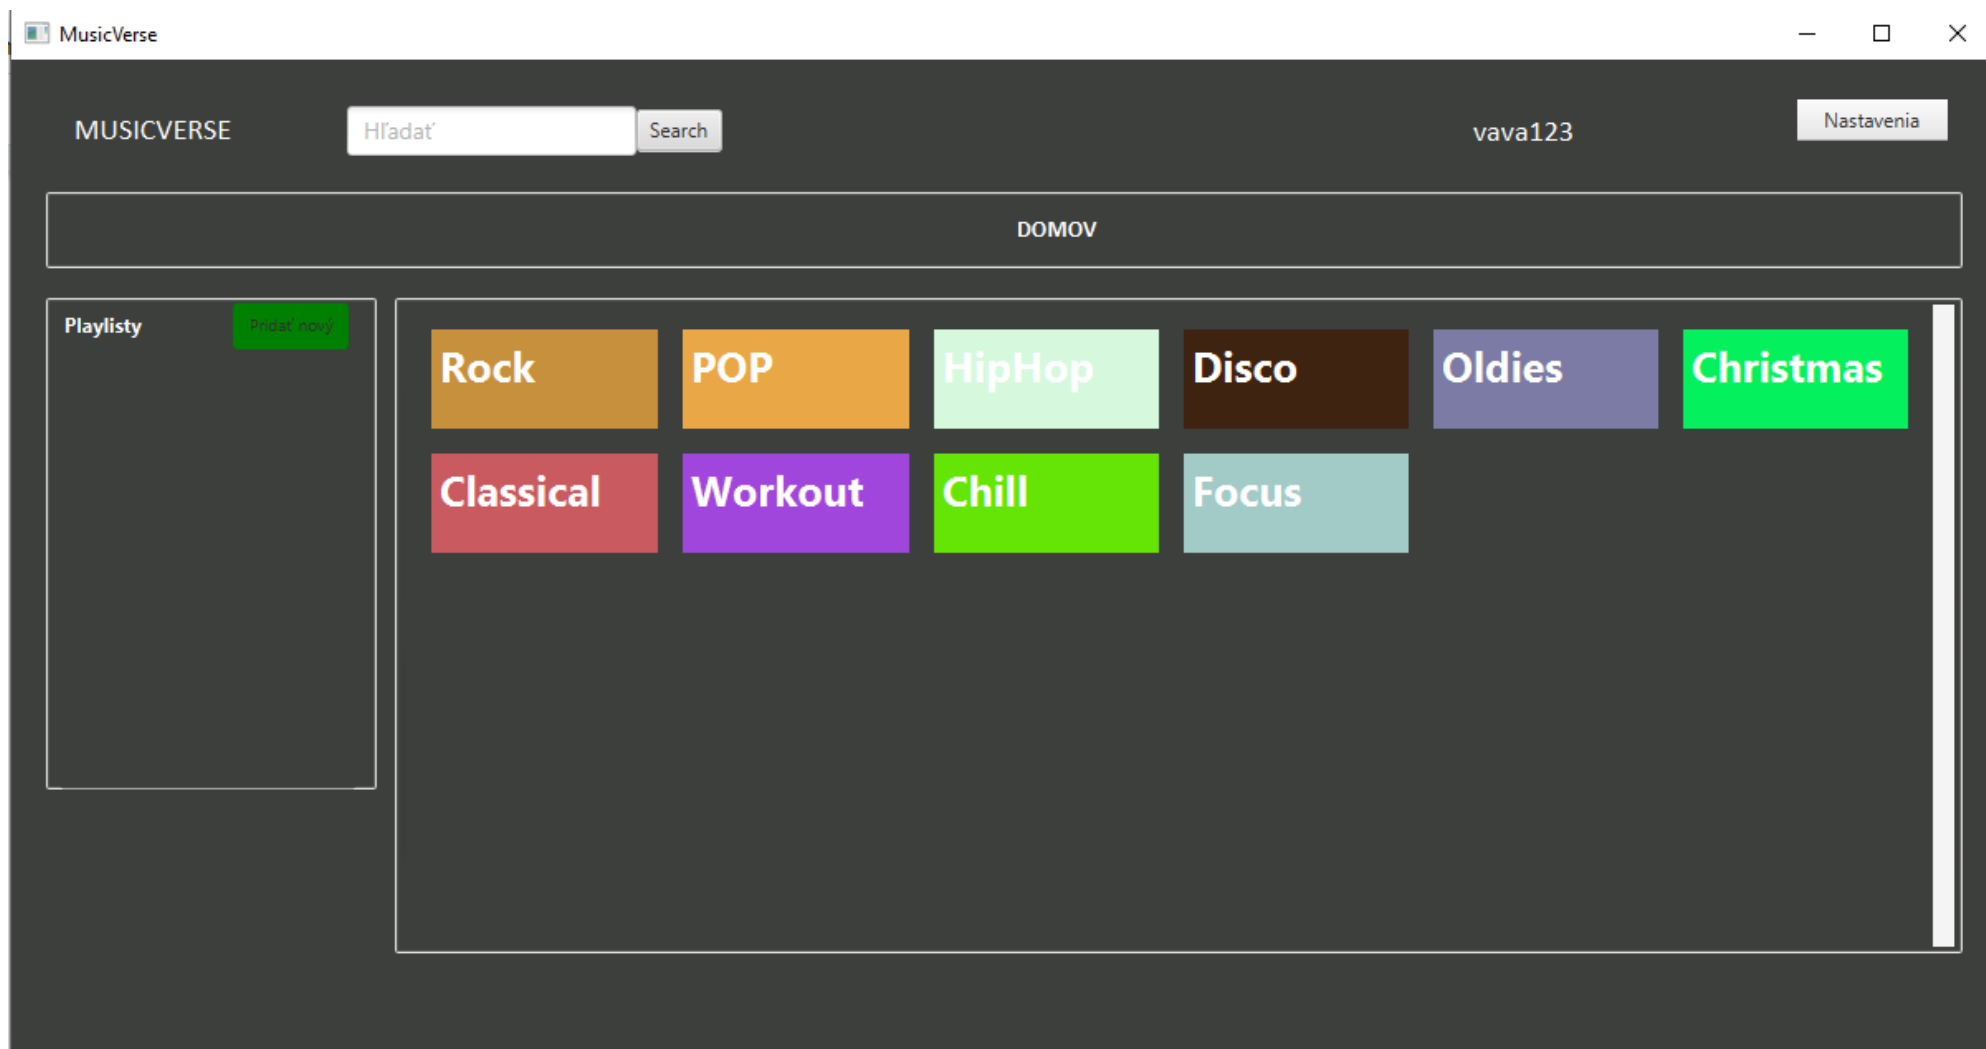 MusicVerse
MUSICVERSE
Hľadať
Search
vava123
Nastavenia
DOMOV
Playlisty
Pridať nový
Rock
POP
HipHop
Disco
Oldies
Christmas
Classical
Workout
Chill
Focus